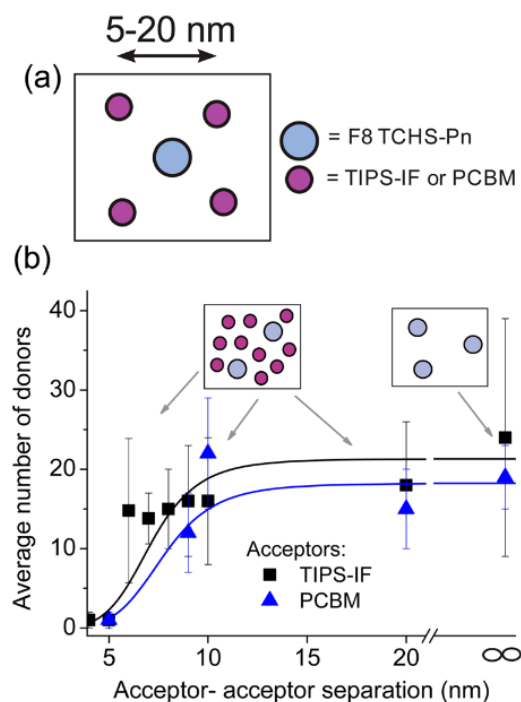 5-20 nm
(a)
= F8 TCHS-Pn
= TIPS-IF or PCBM
(b)
40
30
20
10
0
Average number of donors
Acceptors:
TIPS-IF
PCBM
5
10
20
∞
Acceptor- acceptor separation (nm)